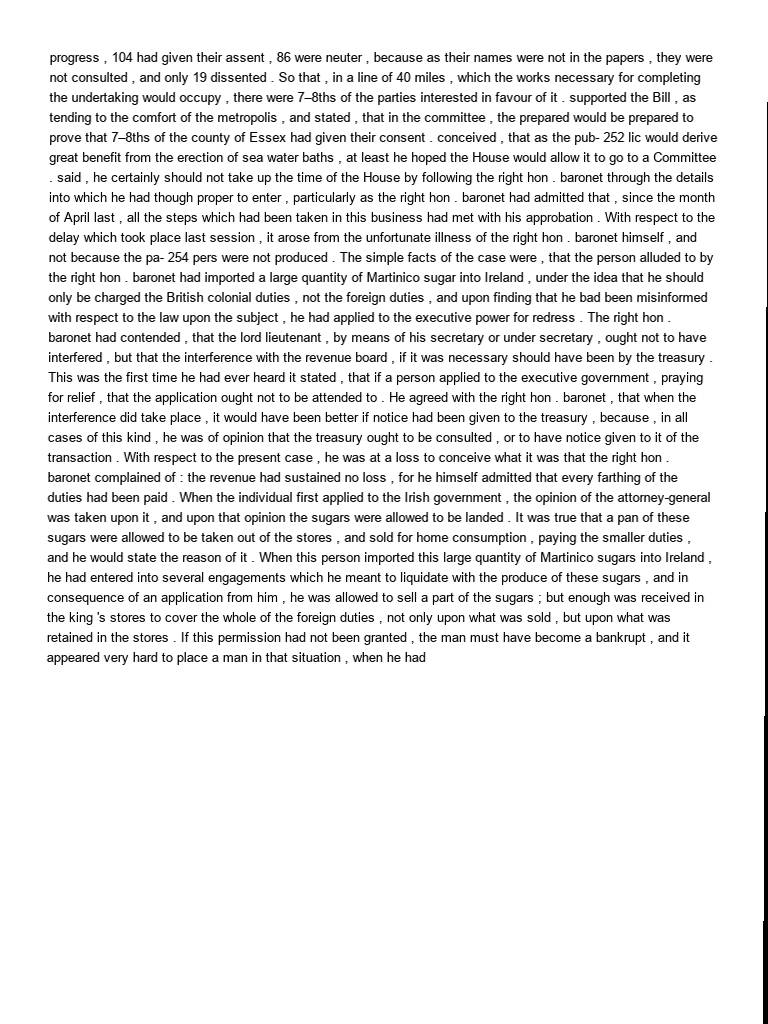 progress , 104 had given their assent , 86 were neuter , because as their names were not in the papers , they were
not consulted , and only 19 dissented . So that , in a line of 40 miles , which the works necessary for completing
the undertaking would occupy , there were 7–8ths of the parties interested in favour of it . supported the Bill , as
tending to the comfort of the metropolis , and stated , that in the committee , the prepared would be prepared to
prove that 7–8ths of the county of Essex had given their consent . conceived , that as the pub- 252 lic would derive
great benefit from the erection of sea water baths , at least he hoped the House would allow it to go to a Committee
. said , he certainly should not take up the time of the House by following the right hon . baronet through the details
into which he had though proper to enter , particularly as the right hon . baronet had admitted that , since the month
of April last , all the steps which had been taken in this business had met with his approbation . With respect to the
delay which took place last session , it arose from the unfortunate illness of the right hon . baronet himself , and
not because the pa- 254 pers were not produced . The simple facts of the case were , that the person alluded to by
the right hon . baronet had imported a large quantity of Martinico sugar into Ireland , under the idea that he should
only be charged the British colonial duties , not the foreign duties , and upon finding that he bad been misinformed
with respect to the law upon the subject , he had applied to the executive power for redress . The right hon .
baronet had contended , that the lord lieutenant , by means of his secretary or under secretary , ought not to have
interfered , but that the interference with the revenue board , if it was necessary should have been by the treasury .
This was the first time he had ever heard it stated , that if a person applied to the executive government , praying
for relief , that the application ought not to be attended to . He agreed with the right hon . baronet , that when the
interference did take place , it would have been better if notice had been given to the treasury , because , in all
cases of this kind , he was of opinion that the treasury ought to be consulted , or to have notice given to it of the
transaction . With respect to the present case , he was at a loss to conceive what it was that the right hon .
baronet complained of : the revenue had sustained no loss , for he himself admitted that every farthing of the
duties had been paid . When the individual first applied to the Irish government , the opinion of the attorney-general
was taken upon it , and upon that opinion the sugars were allowed to be landed . It was true that a pan of these
sugars were allowed to be taken out of the stores , and sold for home consumption , paying the smaller duties ,
and he would state the reason of it . When this person imported this large quantity of Martinico sugars into Ireland ,
he had entered into several engagements which he meant to liquidate with the produce of these sugars , and in
consequence of an application from him , he was allowed to sell a part of the sugars ; but enough was received in
the king 's stores to cover the whole of the foreign duties , not only upon what was sold , but upon what was
retained in the stores . If this permission had not been granted , the man must have become a bankrupt , and it
appeared very hard to place a man in that situation , when he had